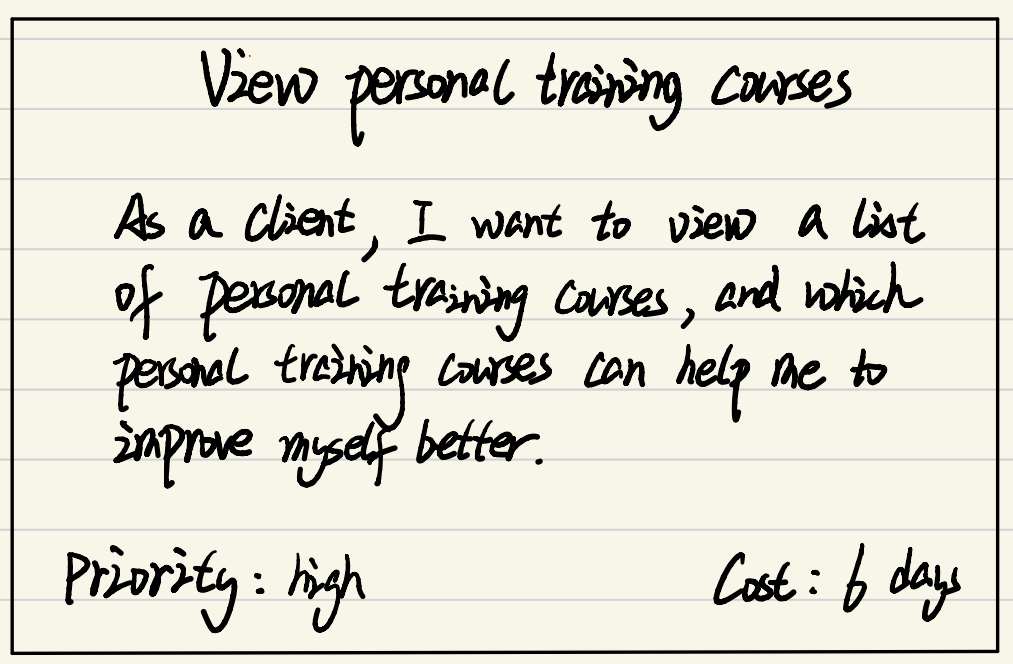 View personal training courses
As a Client, I want to view a list
of personal training courses, and which
personal training courses can help me to
improve myself better.
Priority: high
Cost: 6 days